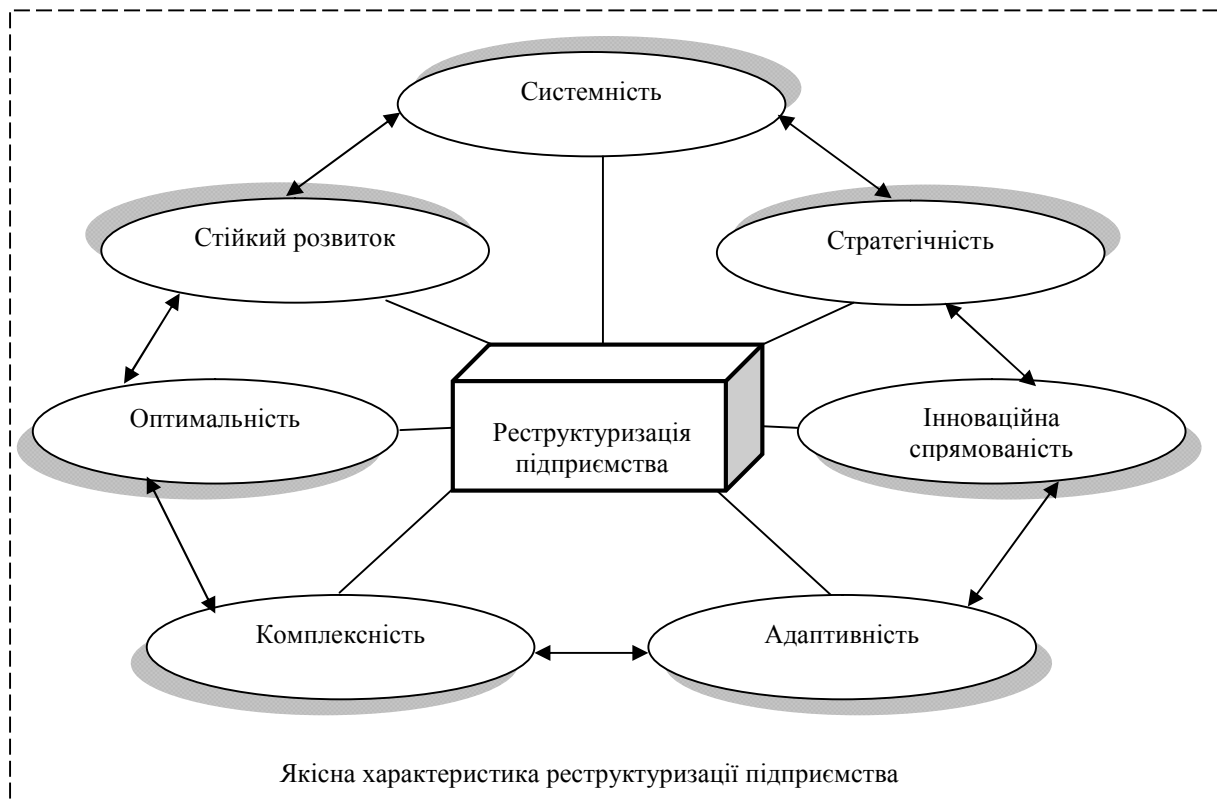 Системність
Стійкий розвиток
Стратегічність
Оптимальність
Інноваційна
спрямованість
Реструктуризація
підприємства
Комплексність
Адаптивність
Якісна характеристика реструктуризації підприємства